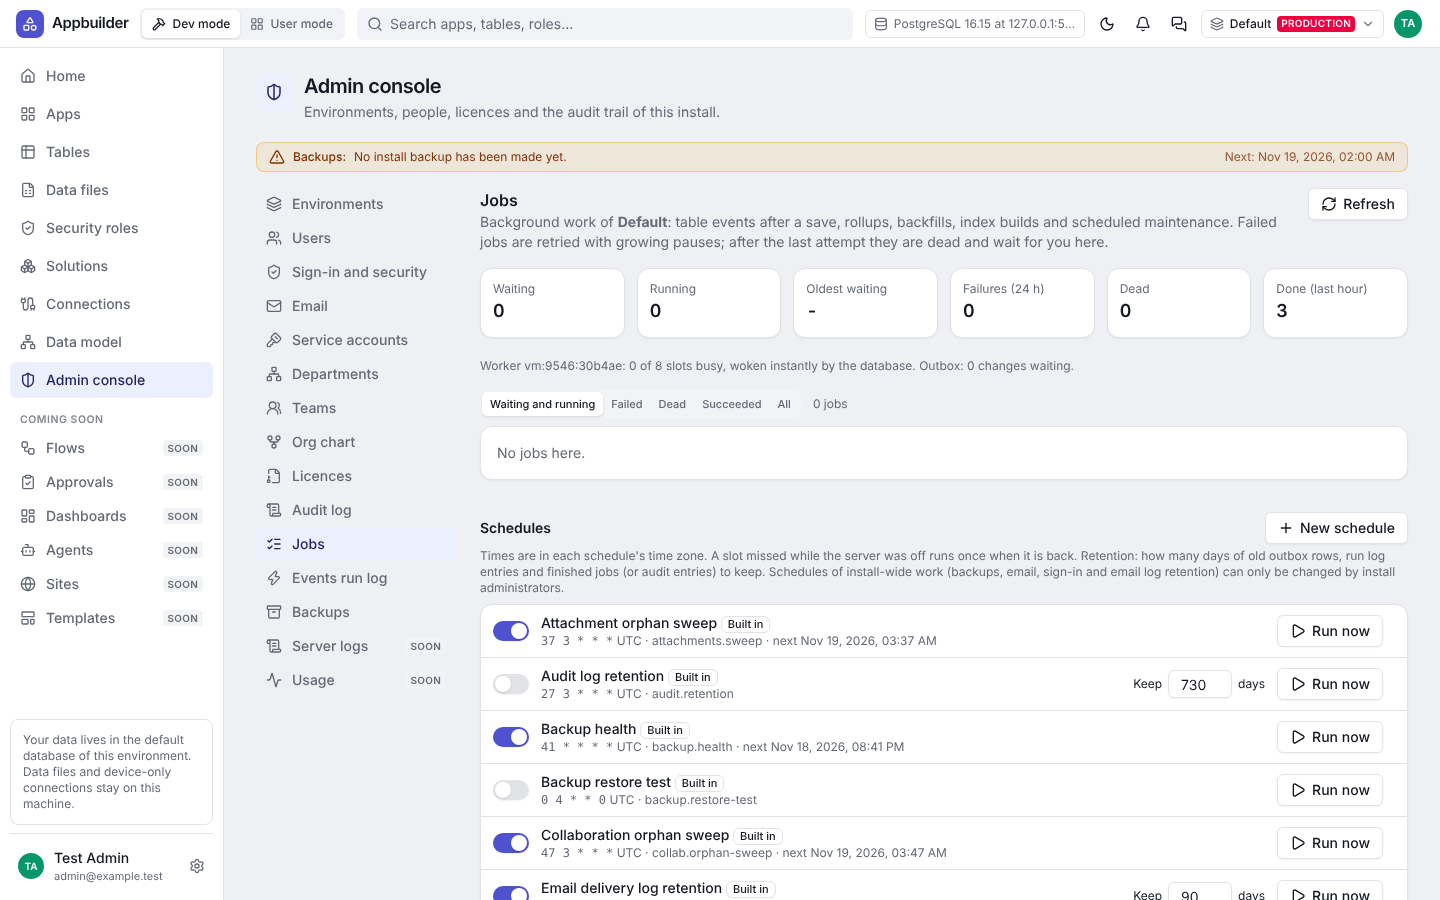 Appbuilder
Dev mode
User mode
Search apps, tables, roles...
PostgreSQL 16.15 at 127.0.0.1:5...
Default PRODUCTION
TA
Home
Apps
Tables
Data files
Security roles
Solutions
Connections
Data model
Admin console
COMING SOON
Flows SOON
Approvals SOON
Dashboards SOON
Agents SOON
Sites SOON
Templates SOON
Your data lives in the default
database of this environment.
Data files and device-only
connections stay on this
machine.
TA
Test Admin
admin@example.test
Admin console
Environments, people, licences and the audit trail of this install.
Backups: No install backup has been made yet.
Next: Nov 19, 2026, 02:00 AM
Environments
Users
Sign-in and security
Email
Service accounts
Departments
Teams
Org chart
Licences
Audit log
Jobs
Events run log
Backups
Server logs SOON
Usage SOON
Jobs
Background work of Default: table events after a save, rollups, backfills, index builds and scheduled maintenance. Failed
jobs are retried with growing pauses; after the last attempt they are dead and wait for you here.
Refresh
Waiting
0
Running
0
Oldest waiting
-
Failures (24 h)
0
Dead
0
Done (last hour)
3
Worker vm:9546:30b4ae: 0 of 8 slots busy, woken instantly by the database. Outbox: 0 changes waiting.
Waiting and running Failed Dead Succeeded All 0 jobs
No jobs here.
Schedules
New schedule
Times are in each schedule's time zone. A slot missed while the server was off runs once when it is back. Retention: how many days of old outbox rows, run log
entries and finished jobs (or audit entries) to keep. Schedules of install-wide work (backups, email, sign-in and email log retention) can only be changed by install
administrators.
Attachment orphan sweep Built in
37 3 * * * UTC · attachments.sweep · next Nov 19, 2026, 03:37 AM
Run now
Audit log retention Built in
27 3 * * * UTC · audit.retention
Keep 730 days Run now
Backup health Built in
41 * * * * UTC · backup.health · next Nov 18, 2026, 08:41 PM
Run now
Backup restore test Built in
0 4 * * 0 UTC · backup.restore-test
Run now
Collaboration orphan sweep Built in
47 3 * * * UTC · collab.orphan-sweep · next Nov 19, 2026, 03:47 AM
Run now
Email delivery log retention Built in
Keep 90 days Run now